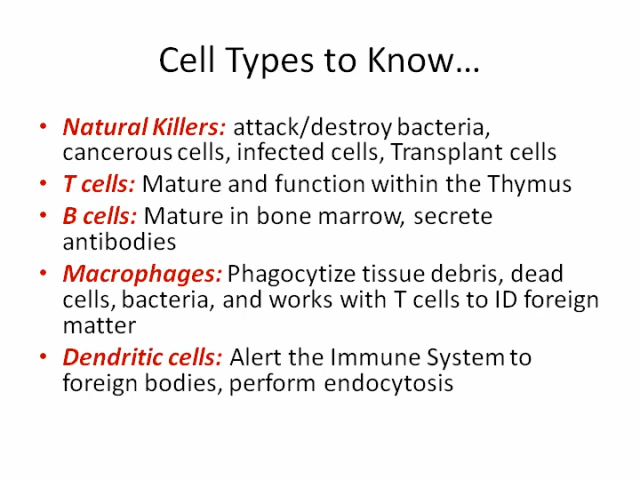 Cell Types to Know…
• Natural Killers: attack/destroy bacteria,
cancerous cells, infected cells, Transplant cells
• T cells: Mature and function within the Thymus
• B cells: Mature in bone marrow, secrete
antibodies
• Macrophages: Phagocytize tissue debris, dead
cells, bacteria, and works with T cells to ID foreign
matter
• Dendritic cells: Alert the Immune System to
foreign bodies, perform endocytosis